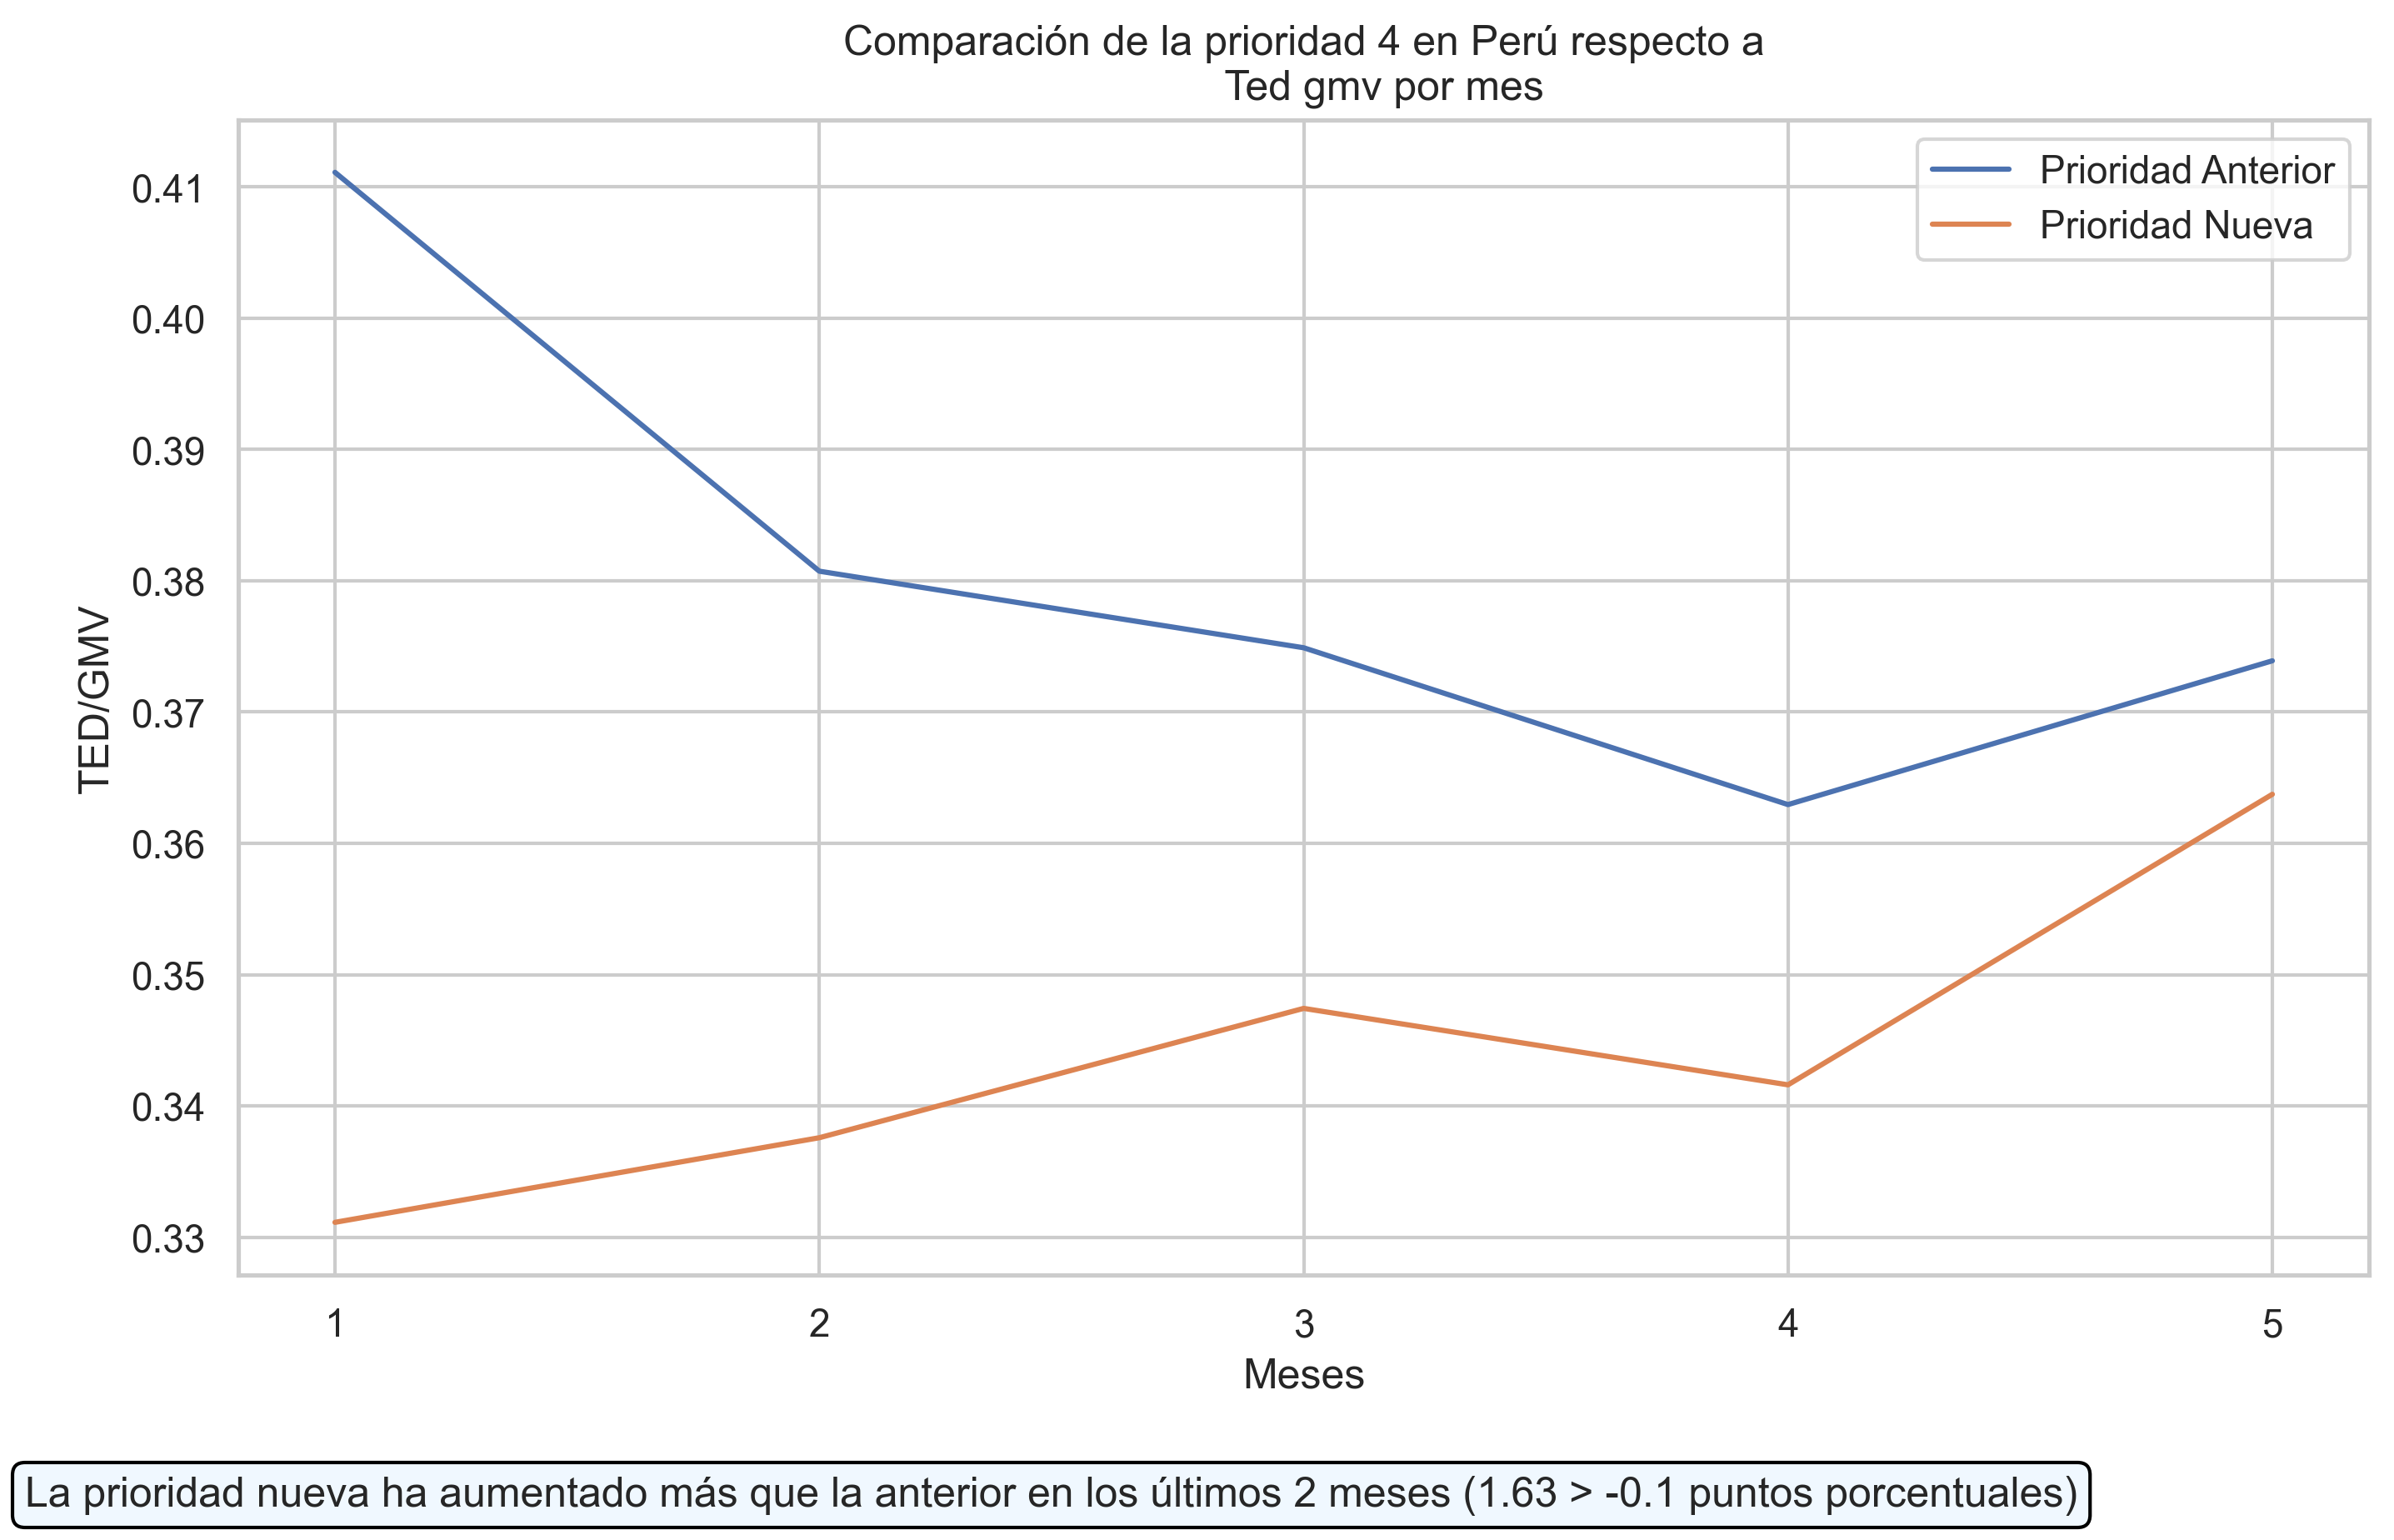 Comparación de la prioridad 4 en Perú respecto a
Ted gmv por mes
Prioridad Anterior
Prioridad Nueva
0.41
0.40
0.39
0.38
0.37
0.36
0.35
0.34
0.33
TED/GMV
1 2 3 4 5
Meses
La prioridad nueva ha aumentado más que la anterior en los últimos 2 meses (1.63 > -0.1 puntos porcentuales)